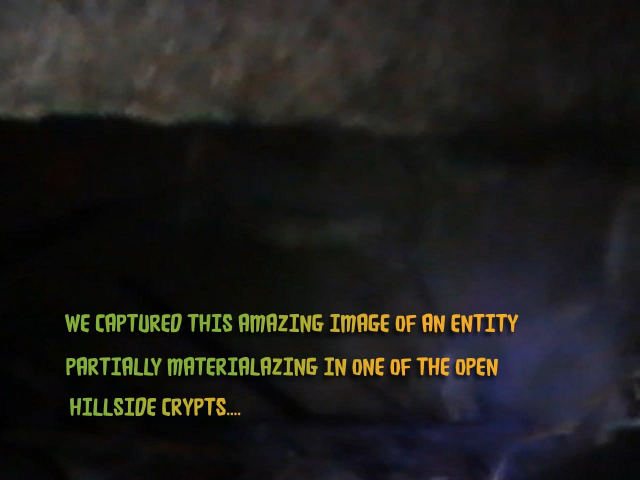 WE CAPTURED THIS AMAZING IMAGE OF AN ENTITY
PARTIALLY MATERIALAZING IN ONE OF THE OPEN
HILLSIDE CRYPTS....